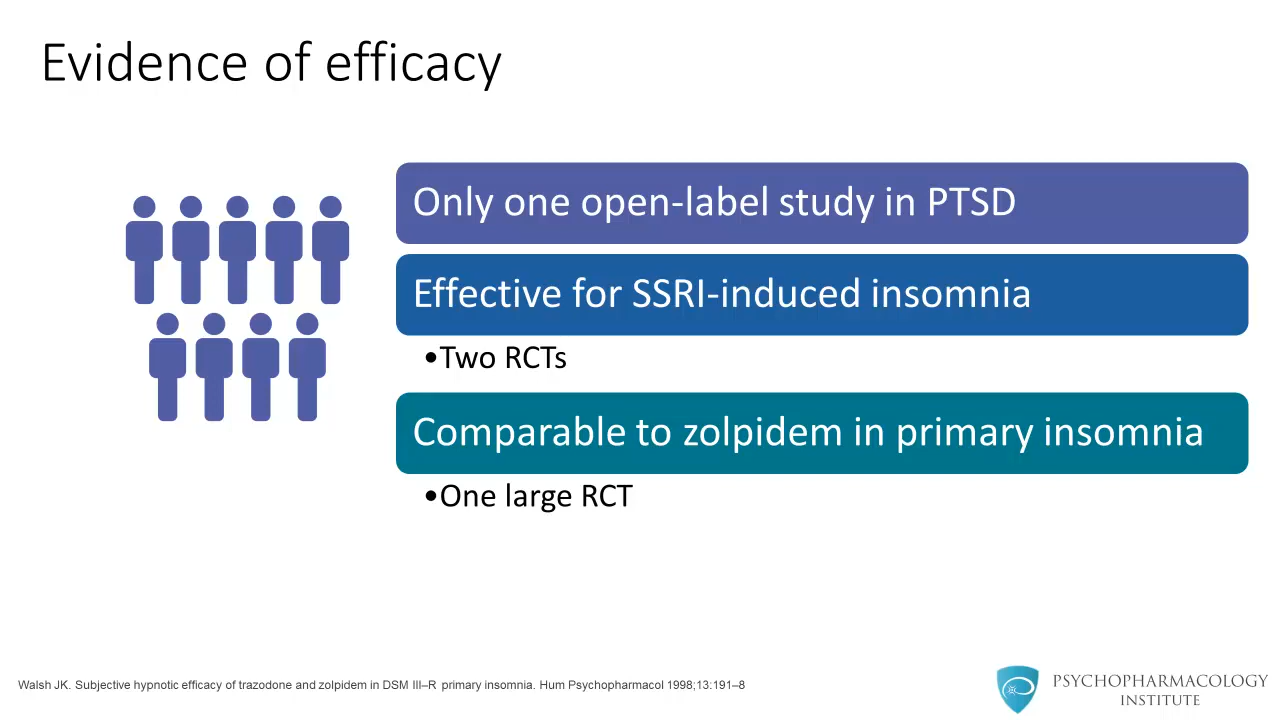 Evidence of efficacy
Only one open-label study in PTSD
Effective for SSRI-induced insomnia
•Two RCTs
Comparable to zolpidem in primary insomnia
•One large RCT
Walsh JK. Subjective hypnotic efficacy of trazodone and zolpidem in DSM III–R primary insomnia. Hum Psychopharmacol 1998;13:191–8
PSYCHOPHARMACOLOGY
INSTITUTE